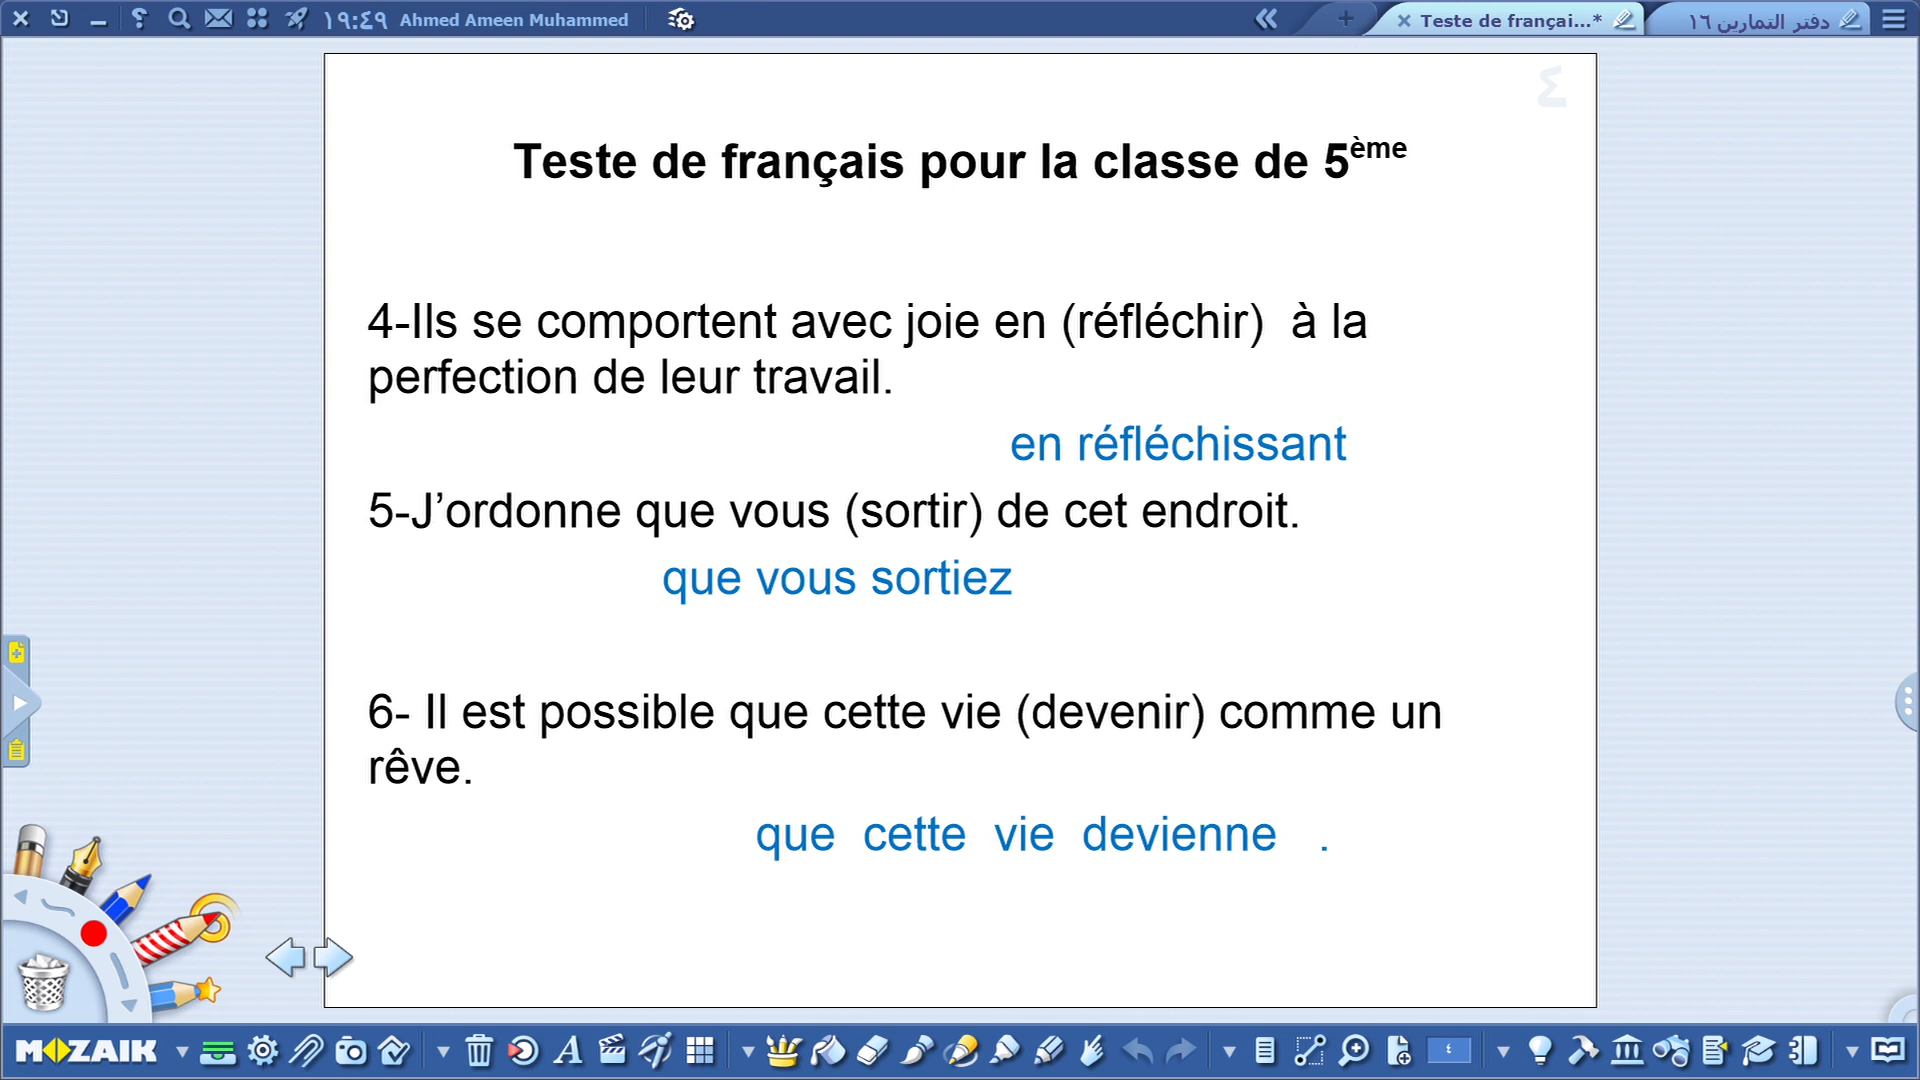 ١٩:٤٩ Ahmed Ameen Muhammed
Teste de françai...*
دفتر التمارين ١٦
٤
Teste de français pour la classe de 5ème
4-Ils se comportent avec joie en (réfléchir)  à la
perfection de leur travail.
en réfléchissant
5-J’ordonne que vous (sortir) de cet endroit.
que vous sortiez
6- Il est possible que cette vie (devenir) comme un
rêve.
que  cette  vie  devienne   .
MOZAIK
٤